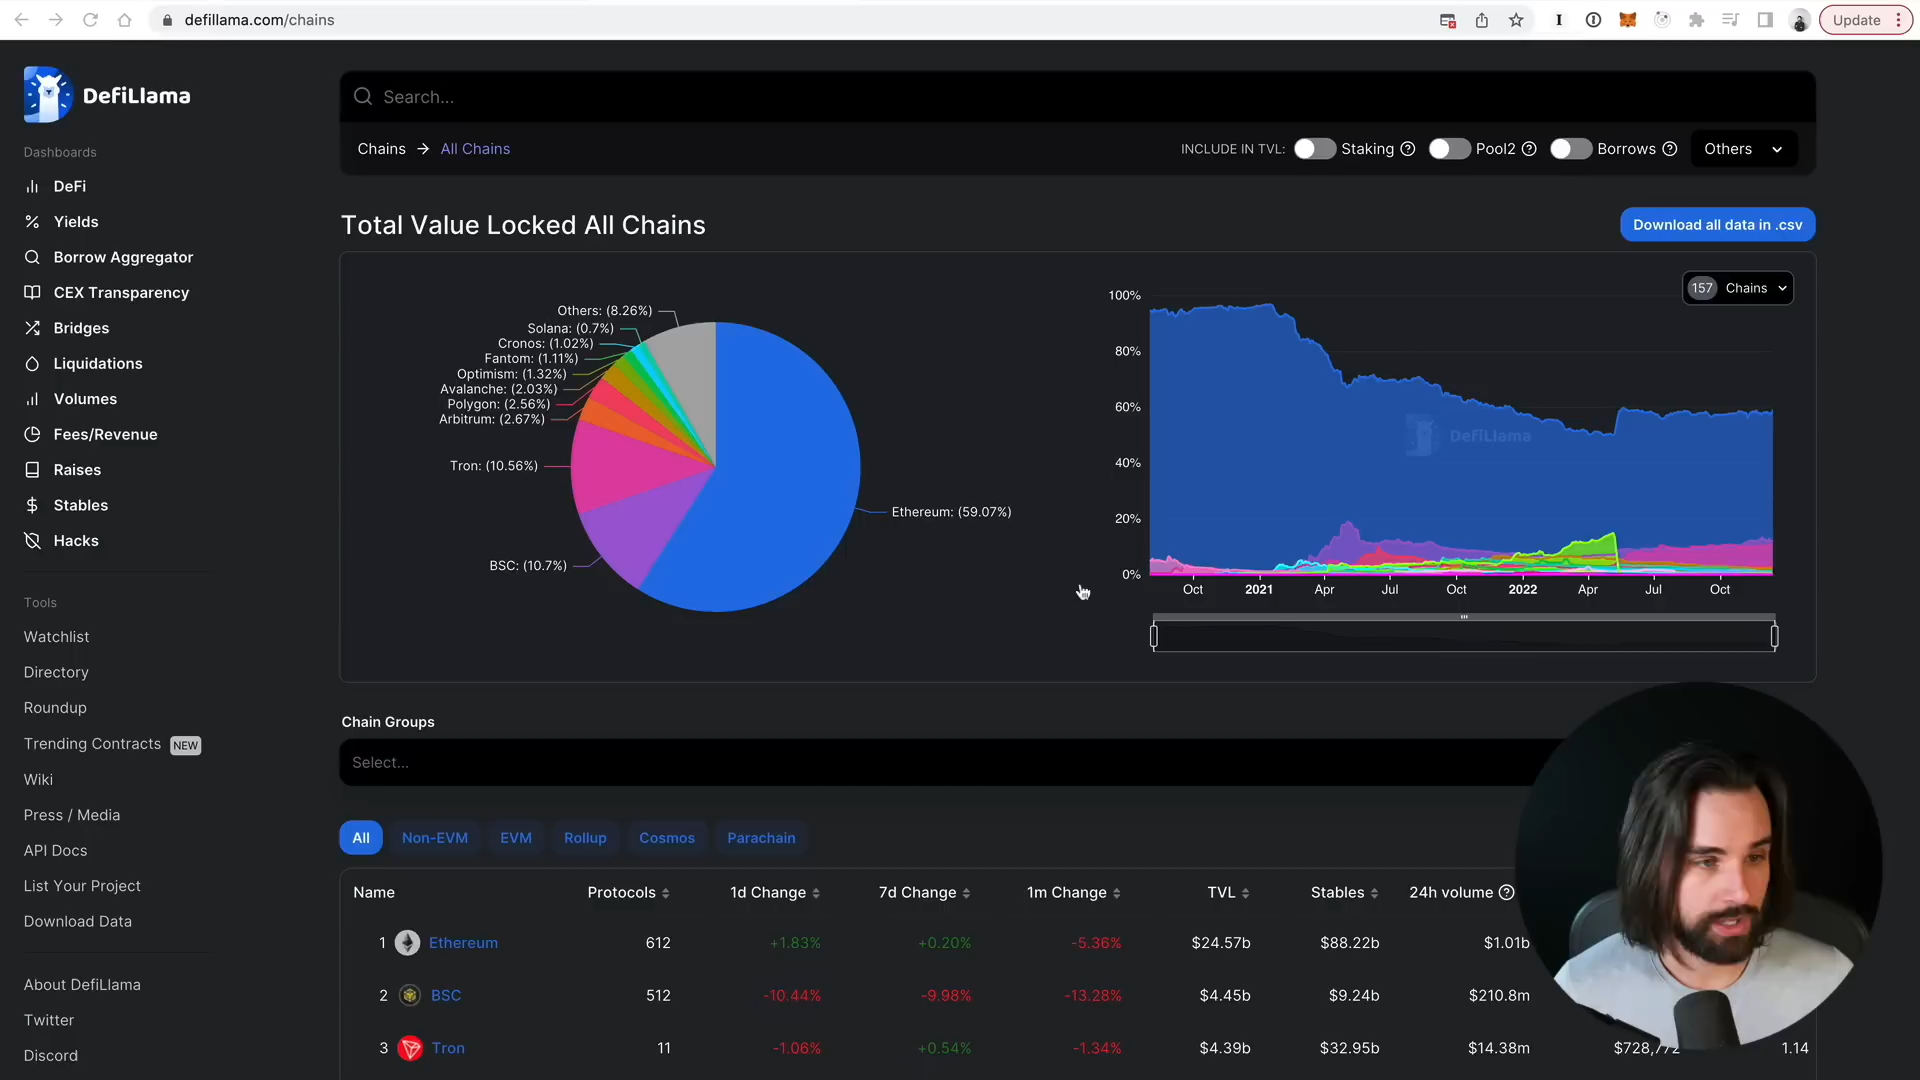 defillama.com/chains
Update
DefiLlama
Search...
Chains → All Chains
INCLUDE IN TVL: Staking Pool2 Borrows Others
Dashboards
DeFi
Yields
Borrow Aggregator
CEX Transparency
Bridges
Liquidations
Volumes
Fees/Revenue
Raises
Stables
Hacks
Tools
Watchlist
Directory
Roundup
Trending Contracts NEW
Wiki
Press / Media
API Docs
List Your Project
Download Data
About DefiLlama
Twitter
Discord
Total Value Locked All Chains
Download all data in .csv
Others: (8.26%)
Solana: (0.7%)
Cronos: (1.02%)
Fantom: (1.11%)
Optimism: (1.32%)
Avalanche: (2.03%)
Polygon: (2.56%)
Arbitrum: (2.67%)
Tron: (10.56%)
Ethereum: (59.07%)
BSC: (10.7%)
157 Chains
100%
80%
60%
40%
20%
0%
DefiLlama
Oct 2021 Apr Jul Oct 2022 Apr Jul Oct
Chain Groups
Select...
All Non-EVM EVM Rollup Cosmos Parachain
Name Protocols 1d Change 7d Change 1m Change TVL Stables 24h volume
1 Ethereum 612 +1.83% +0.20% -5.36% $24.57b $88.22b $1.01b
2 BSC 512 -10.44% -9.98% -13.28% $4.45b $9.24b $210.8m
3 Tron 11 -1.06% +0.54% -1.34% $4.39b $32.95b $14.38m $728,772 1.14